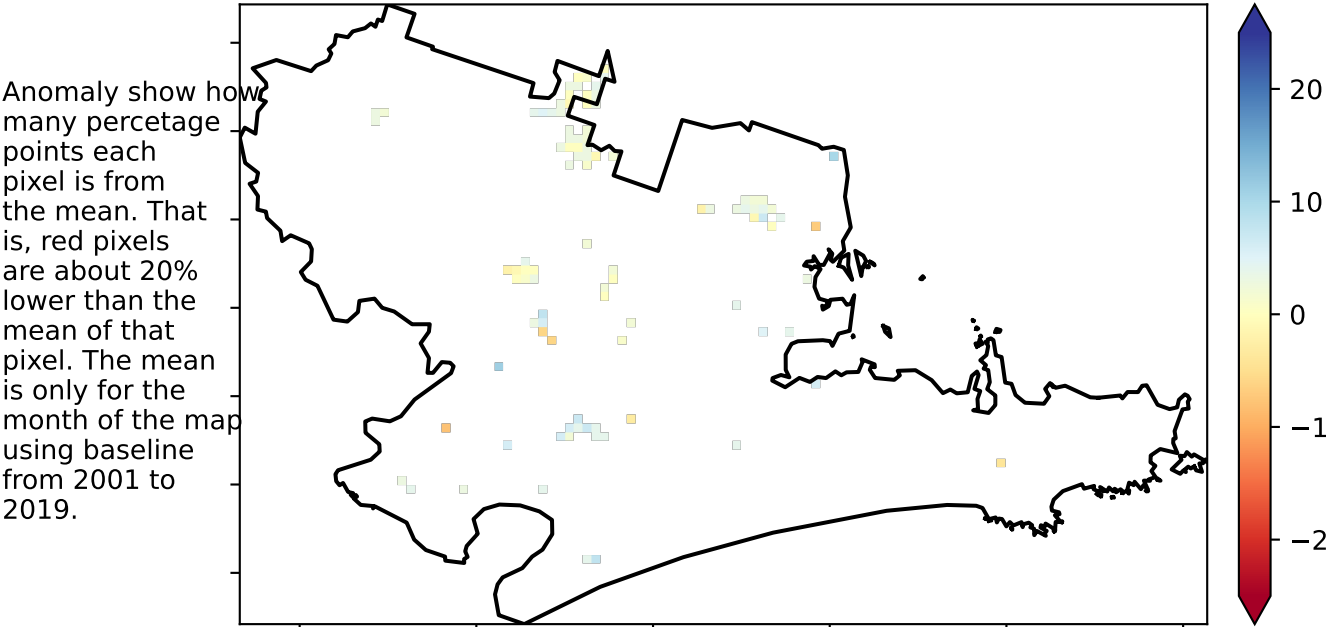 Anomaly show how
many percetage
points each
pixel is from
the mean. That
is, red pixels
are about 20%
lower than the
mean of that
pixel. The mean
is only for the
month of the map
using baseline
from 2001 to
2019.
20
10
0
−1
−2